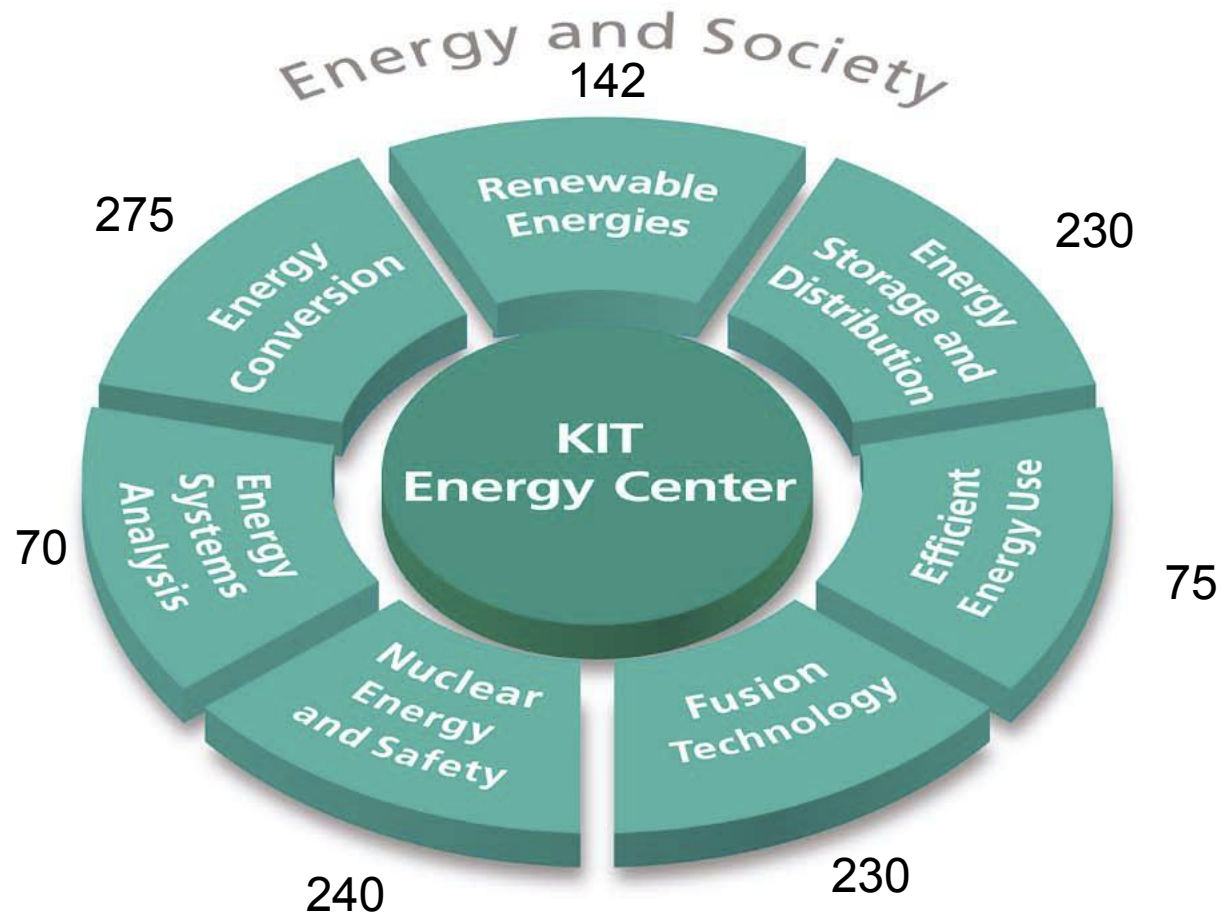 Energy and Society
142
Renewable
Energies
275
Energy
Conversion
230
Energy
Storage and
Distribution
KIT
Energy Center
70
Energy
Systems
Analysis
Efficient
Energy Use
75
Nuclear
Energy
and Safety
240
Fusion
Technology
230